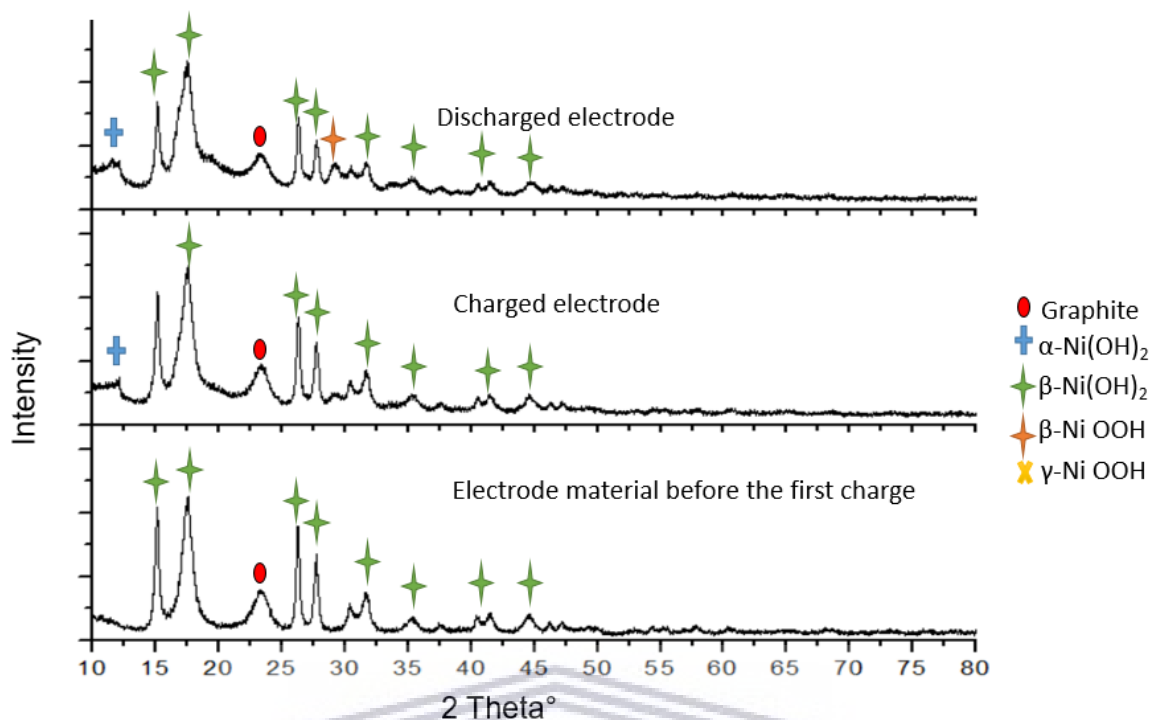 Discharged electrode
Charged electrode
Electrode material before the first charge
Intensity
10 15 20 25 30 35 40 45 50 55 60 65 70 75 80
2 Theta°
Graphite
α-Ni(OH)2
β-Ni(OH)2
β-Ni OOH
γ-Ni OOH